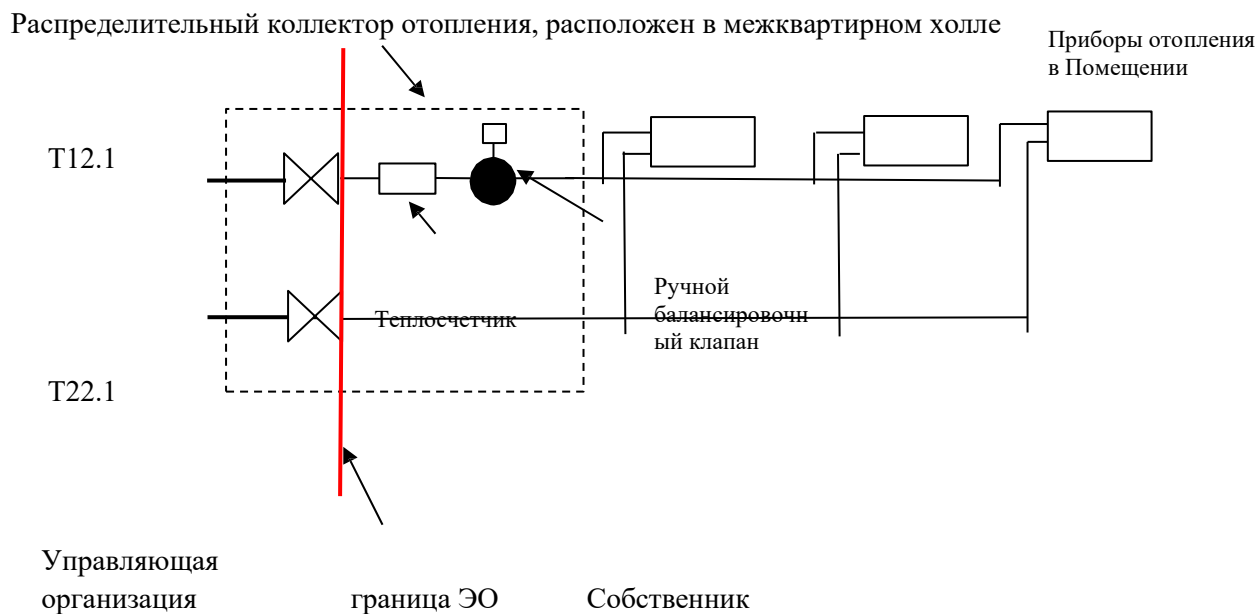 Распределительный коллектор отопления, расположен в межквартирном холле
Приборы отопления
в Помещении
Т12.1
Теплосчетчик
Ручной
балансировочн
ый клапан
Т22.1
Управляющая
организация
граница ЭО
Собственник